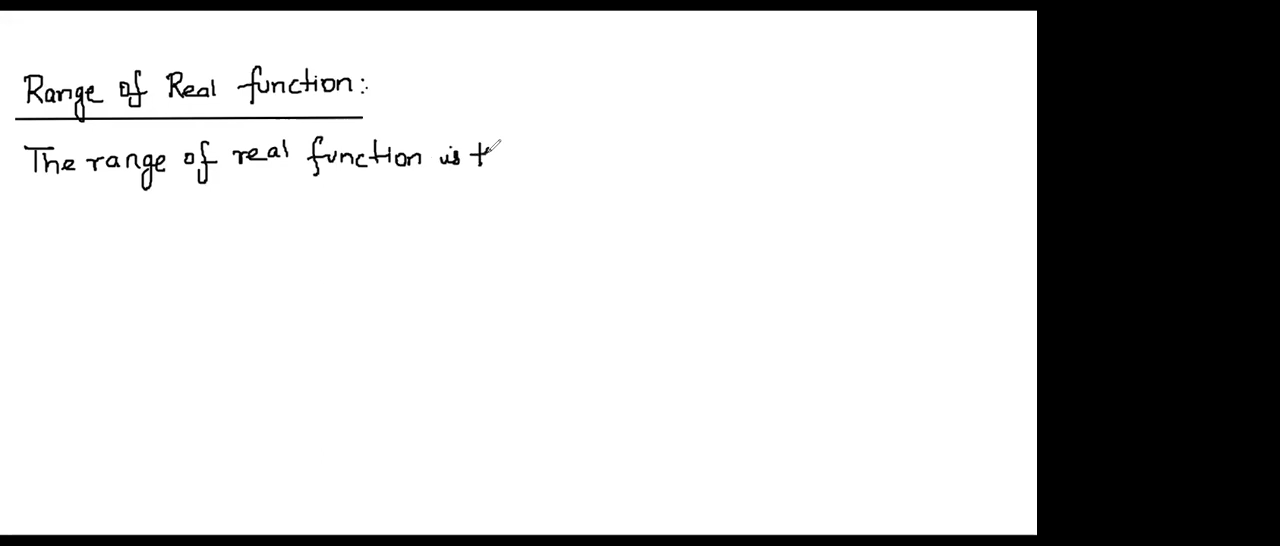 Range of Real function:
The range of real function is t